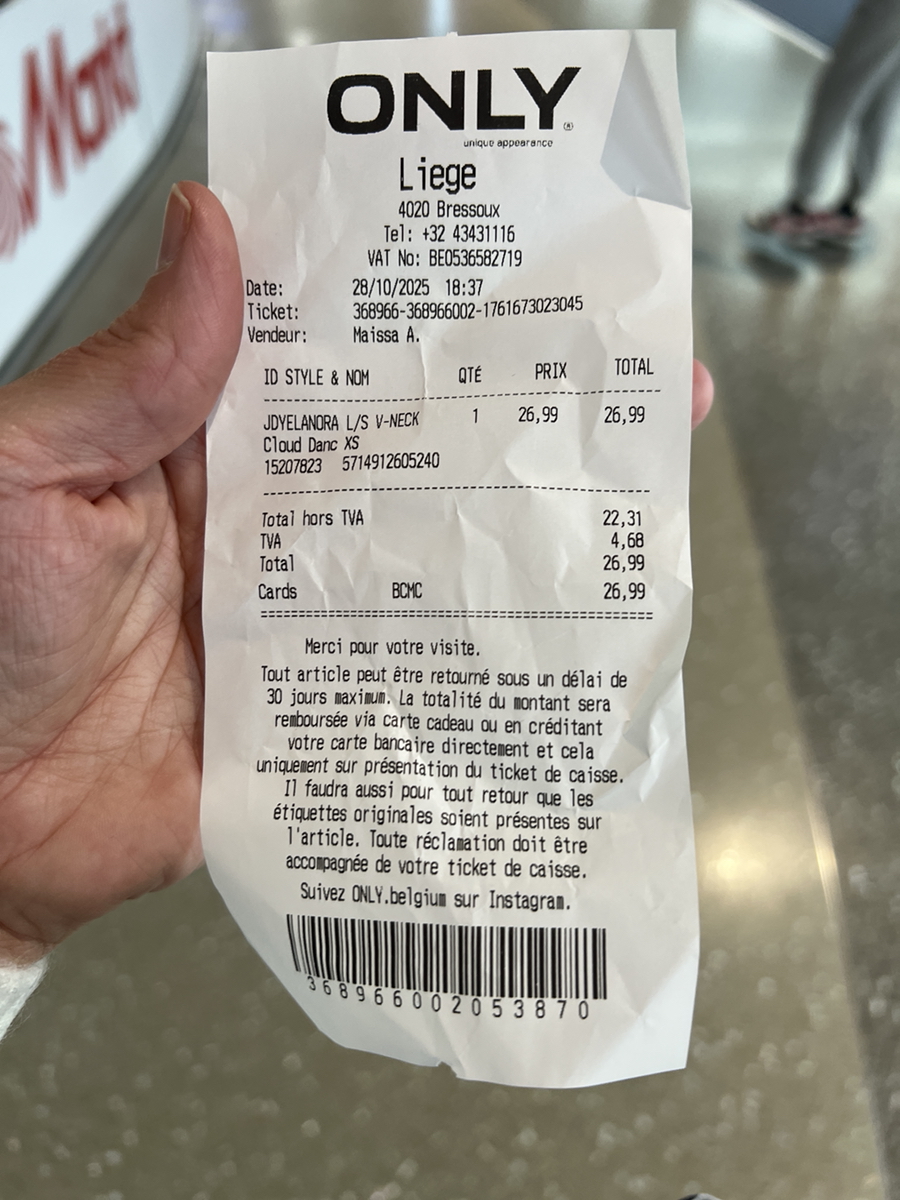 Markt
ONLY
unique appearance
Liege
4020 Bressoux
Tel: +32 43431116
VAT No: BE0536582719
Date: 28/10/2025 18:37
Ticket: 368966-368966002-1761673023045
Vendeur: Maissa A.
ID STYLE & NOM QTÉ PRIX TOTAL
JDYELANORA L/S V-NECK 1 26,99 26,99
Cloud Danc XS
15207823 5714912605240
Total hors TVA 22,31
TVA 4,68
Total 26,99
Cards BCMC 26,99
Merci pour votre visite.
Tout article peut être retourné sous un délai de
30 jours maximum. La totalité du montant sera
remboursée via carte cadeau ou en créditant
votre carte bancaire directement et cela
uniquement sur présentation du ticket de caisse.
Il faudra aussi pour tout retour que les
étiquettes originales soient présentes sur
l'article. Toute réclamation doit être
accompagnée de votre ticket de caisse.
Suivez ONLY.belgium sur Instagram.
368966002053870